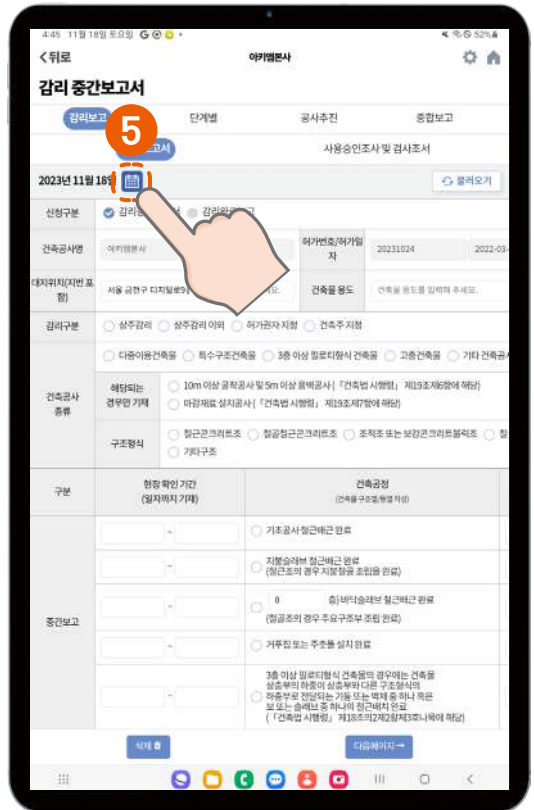 4:45 11월 18일 토요일
52%
뒤로
아키엠본사
감리 중간보고서
감리보고
단계별
공사추진
종합보고
5
고서
사용승인조사 및 검사조서
2023년 11월 18일
불러오기
신청구분
감리중
서
감리완료보고
건축공사명
아키엠본사
허가번호/허가일자
20231024
2022-03-
대지위치(지번 포함)
서울 금천구 디지털로9
요.
건축물 용도
건축물 용도를 입력해 주세요.
감리구분
상주감리
상주감리 이외
허가권자 지정
건축주 지정
건축공사 종류
다중이용건축물
특수구조건축물
3층 이상 필로티형식 건축물
고층건축물
기타 건축공사
해당되는 경우만 기재
10m 이상 굴착공사 및 5m 이상 옹벽공사(「건축법 시행령」 제19조제6항에 해당)
마감재료 설치공사(「건축법 시행령」 제19조제7항에 해당)
구조형식
철근콘크리트조
철골철근콘크리트조
조적조 또는 보강콘크리트블럭조
철
기타구조
구분
현장 확인 기간
(일자까지 기재)
건축공정
(건축물 구조별/용별 작성)
중간보고
~
기초공사 철근배근 완료
~
지붕슬래브 철근배근 완료
(철근조의 경우 지붕철골 조립을 완료)
~
0 층)바닥슬래브 철근배근 완료
(철골조의 경우 주요구조부 조립 완료)
~
거푸집 또는 주춧돌 설치 완료
~
3층 이상 필로티형식 건축물의 경우에는 건축물
상층부의 하중이 상층부와 다른 구조형식의
하층부로 전달되는 기둥 또는 벽체 중 하나 혹은
보 또는 슬래브 중 하나의 철근배치 완료
(「건축법 시행령」 제18조의2제2항제3호나목에 해당)
삭제
다음페이지→